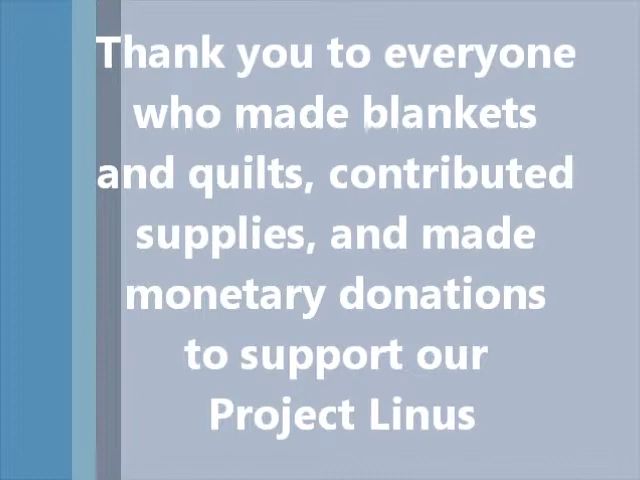 Thank you to everyone
who made blankets
and quilts, contributed
supplies, and made
monetary donations
to support our
Project Linus